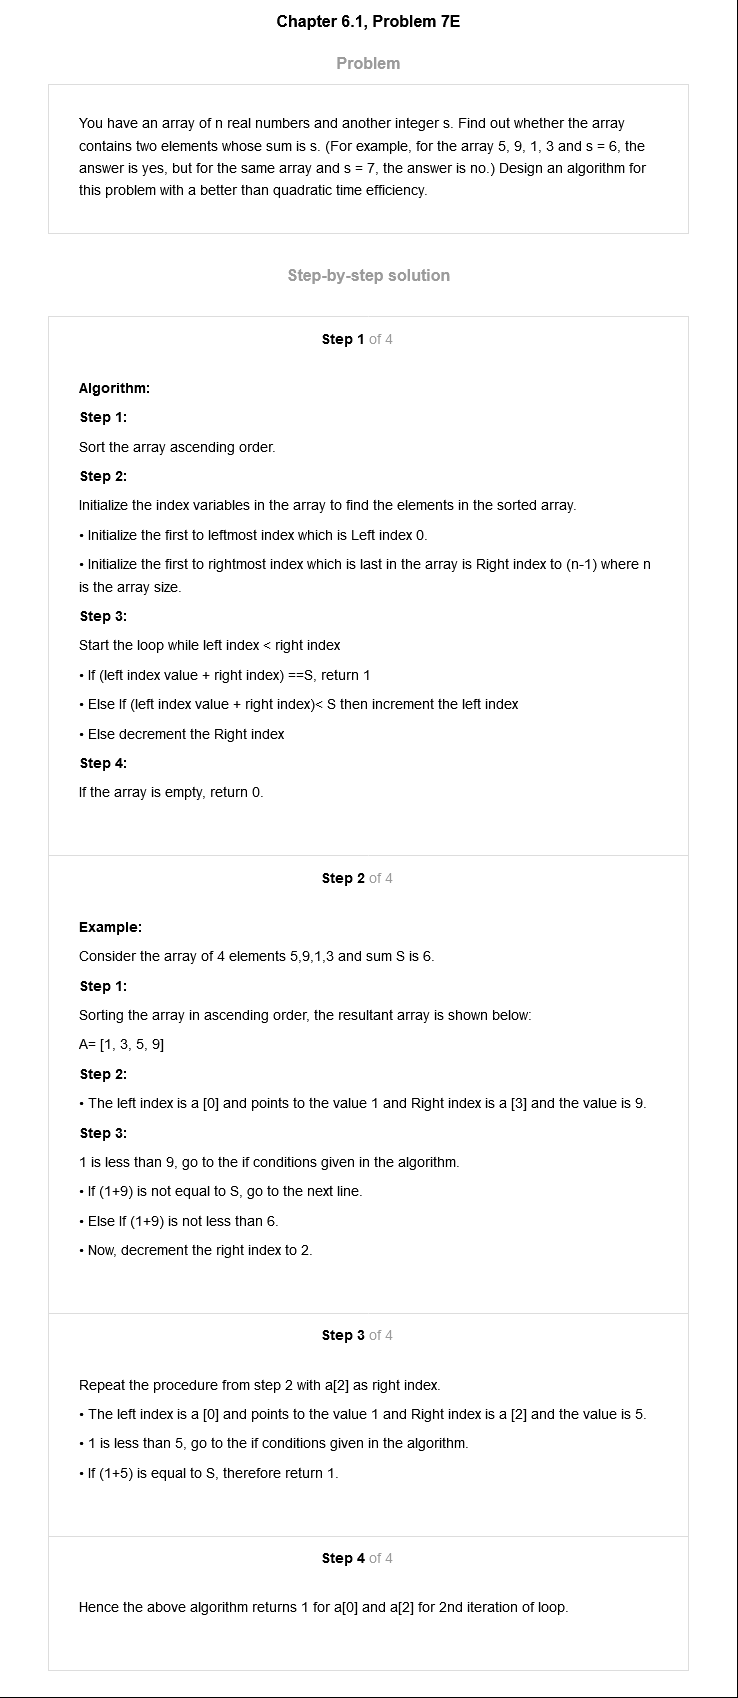 Chapter 6.1, Problem 7E
Problem
You have an array of n real numbers and another integer s. Find out whether the array
contains two elements whose sum is s. (For example, for the array 5, 9, 1, 3 and s = 6, the
answer is yes, but for the same array and s = 7, the answer is no.) Design an algorithm for
this problem with a better than quadratic time efficiency.
Step-by-step solution
Step 1 of 4
Algorithm:
Step 1:
Sort the array ascending order.
Step 2:
Initialize the index variables in the array to find the elements in the sorted array.
• Initialize the first to leftmost index which is Left index 0.
• Initialize the first to rightmost index which is last in the array is Right index to (n-1) where n
is the array size.
Step 3:
Start the loop while left index < right index
• If (left index value + right index) ==S, return 1
• Else If (left index value + right index)< S then increment the left index
• Else decrement the Right index
Step 4:
If the array is empty, return 0.
Step 2 of 4
Example:
Consider the array of 4 elements 5,9,1,3 and sum S is 6.
Step 1:
Sorting the array in ascending order, the resultant array is shown below:
A= [1, 3, 5, 9]
Step 2:
• The left index is a [0] and points to the value 1 and Right index is a [3] and the value is 9.
Step 3:
1 is less than 9, go to the if conditions given in the algorithm.
• If (1+9) is not equal to S, go to the next line.
• Else If (1+9) is not less than 6.
• Now, decrement the right index to 2.
Step 3 of 4
Repeat the procedure from step 2 with a[2] as right index.
• The left index is a [0] and points to the value 1 and Right index is a [2] and the value is 5.
• 1 is less than 5, go to the if conditions given in the algorithm.
• If (1+5) is equal to S, therefore return 1.
Step 4 of 4
Hence the above algorithm returns 1 for a[0] and a[2] for 2nd iteration of loop.